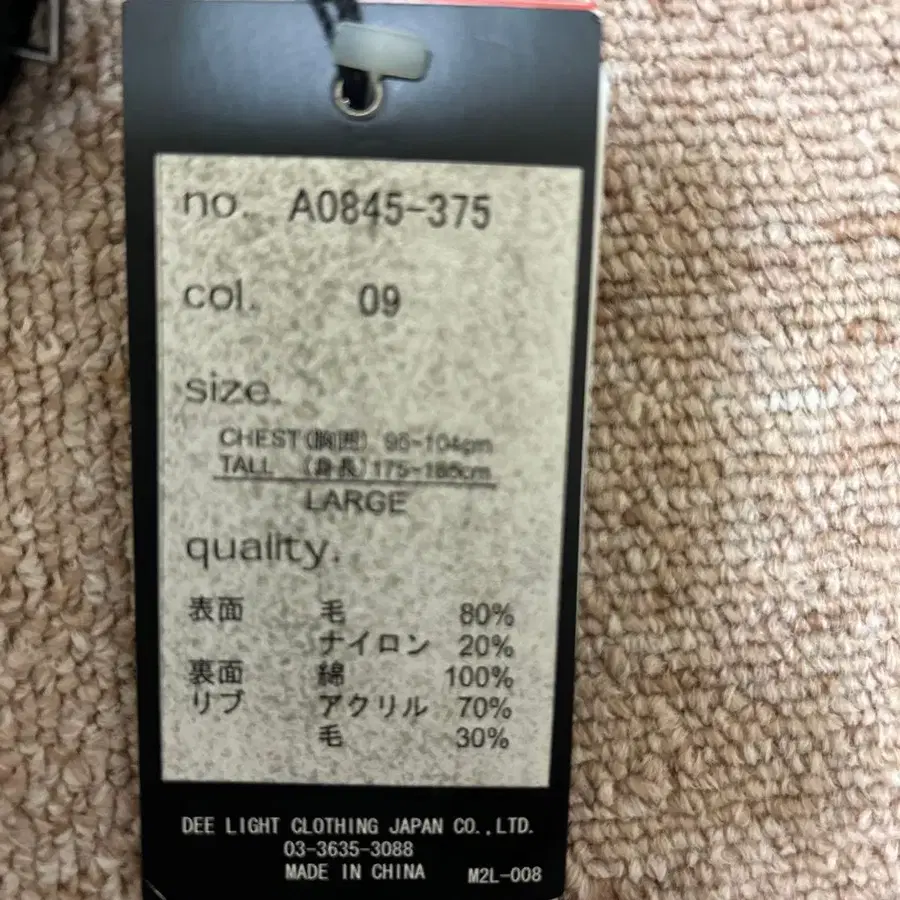 no. A0845-375
col. 09
size.
CHEST (胸囲) 96~104cm
TALL (身長) 175~185cm
LARGE
quality.
表面 毛 80%
ナイロン 20%
裏面 綿 100%
リブ アクリル 70%
毛 30%
DEE LIGHT CLOTHING JAPAN CO.,LTD.
03-3635-3088
MADE IN CHINA M2L-008